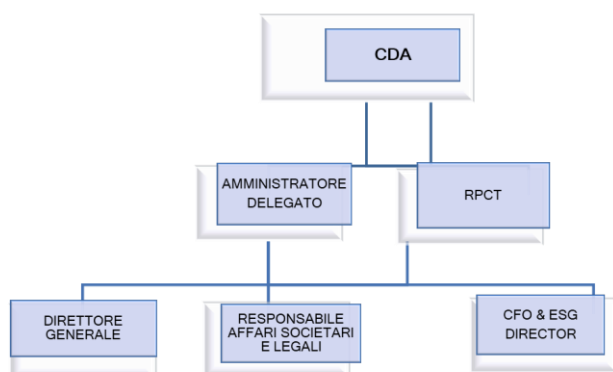 CDA
AMMINISTRATORE
DELEGATO
RPCT
DIRETTORE
GENERALE
RESPONSABILE
AFFARI SOCIETARI
E LEGALI
CFO & ESG
DIRECTOR